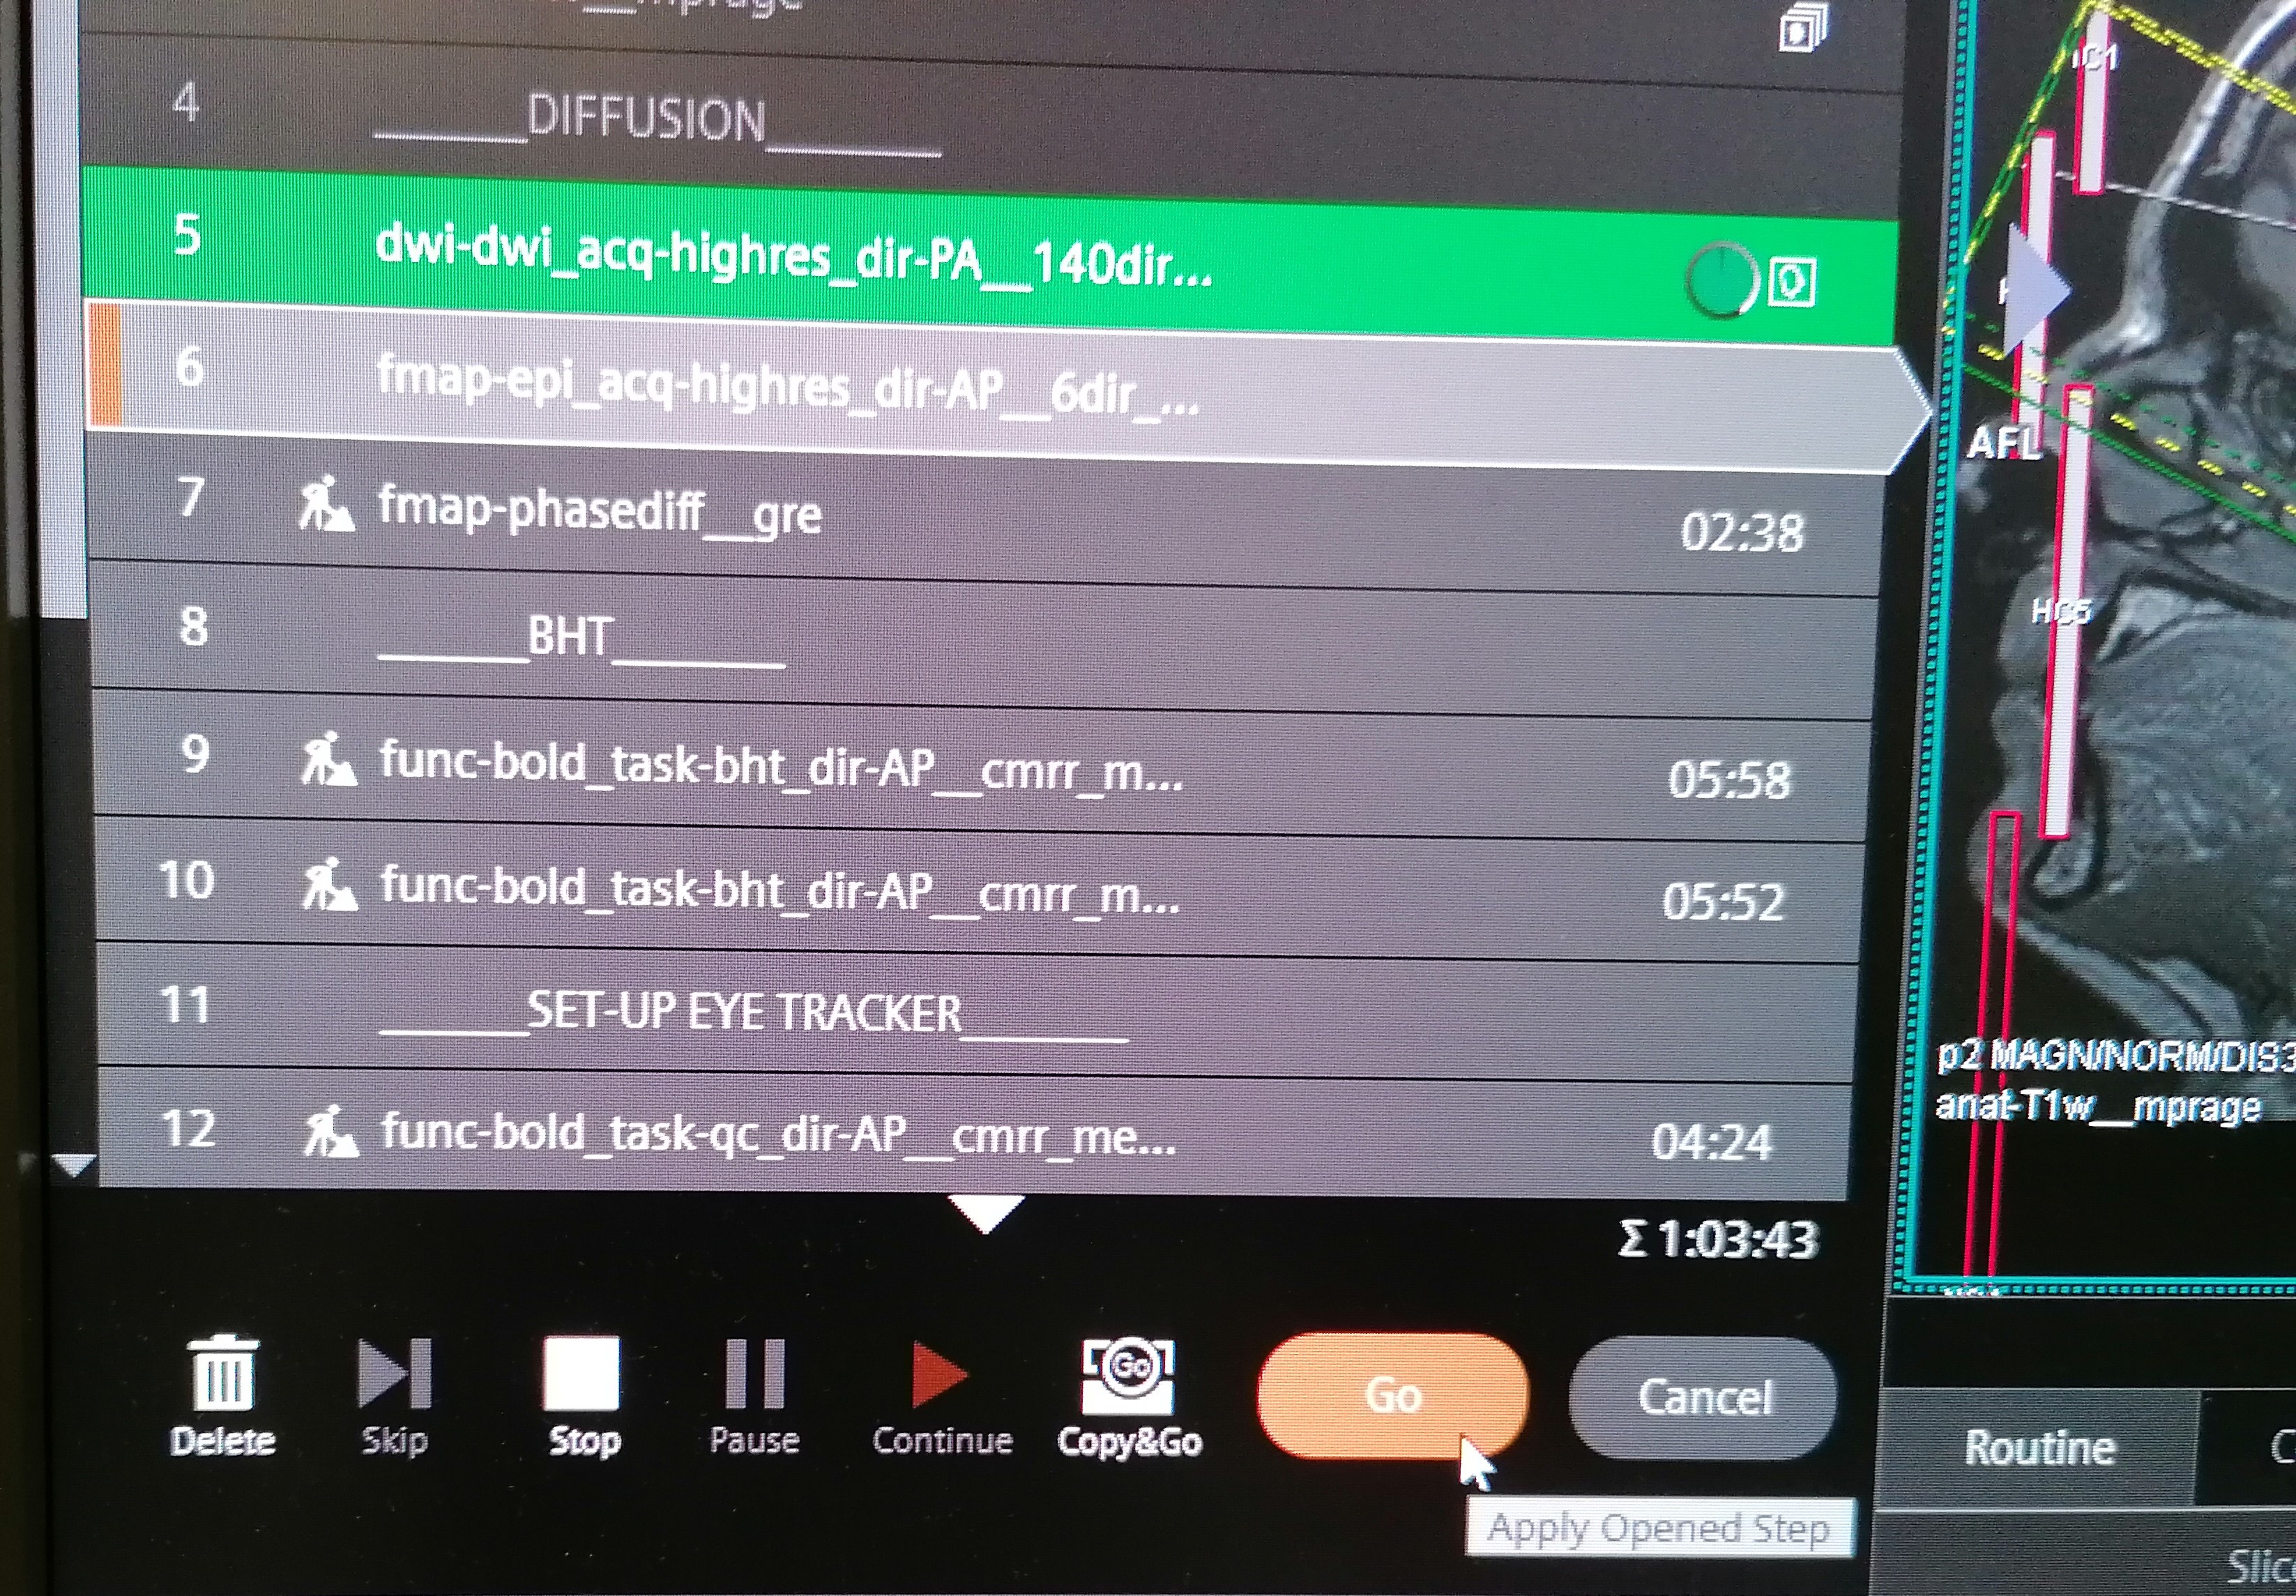 mprage
4 ______DIFFUSION_______
5 dwi-dwi_acq-highres_dir-PA__140dir...
6 fmap-epi_acq-highres_dir-AP__6dir_...
7 fmap-phasediff__gre 02:38
8 ______BHT_______
9 func-bold_task-bht_dir-AP__cmrr_m... 05:58
10 func-bold_task-bht_dir-AP__cmrr_m... 05:52
11 ______SET-UP EYE TRACKER_______
12 func-bold_task-qc_dir-AP__cmrr_me... 04:24
Σ 1:03:43
Delete
Skip
Stop
Pause
Continue
Go
Copy&Go
Go
Cancel
Apply Opened Step
AFL
HC6
p2 MAGN/NORM/DIS3
anat-T1w__mprage
Routine